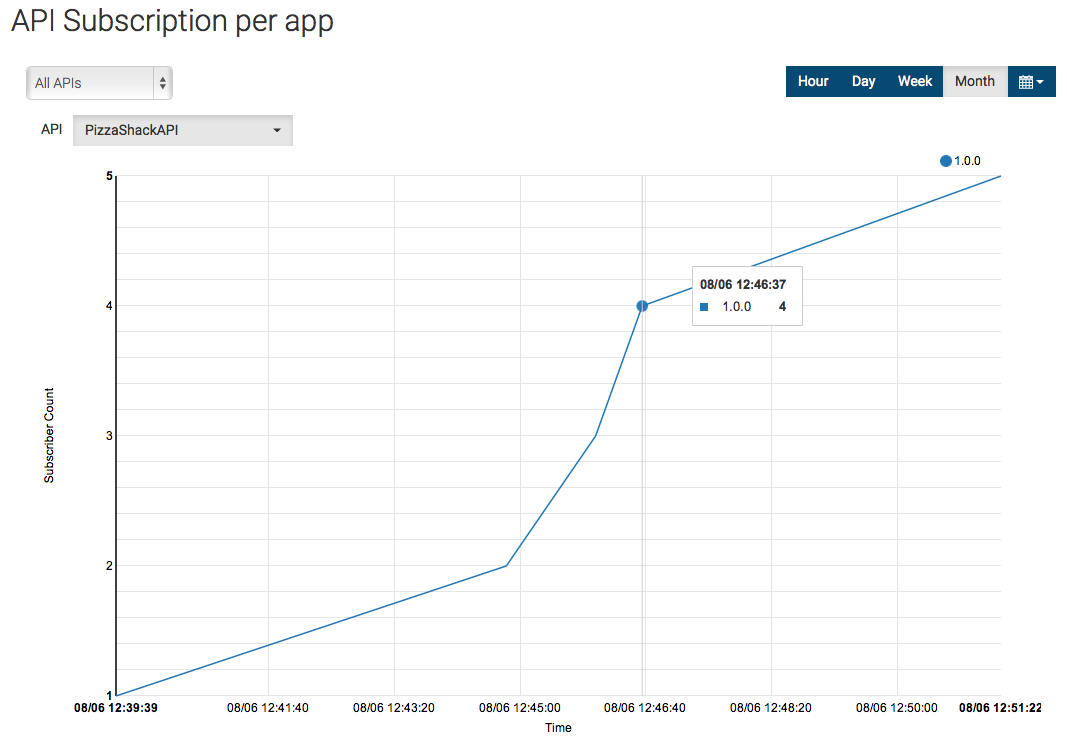 API Subscription per app
All APIs
Hour Day Week Month
API PizzaShackAPI
1.0.0
5
4
3
2
1
Subscriber Count
08/06 12:46:37
1.0.0 4
08/06 12:39:39 08/06 12:41:40 08/06 12:43:20 08/06 12:45:00 08/06 12:46:40 08/06 12:48:20 08/06 12:50:00 08/06 12:51:22
Time